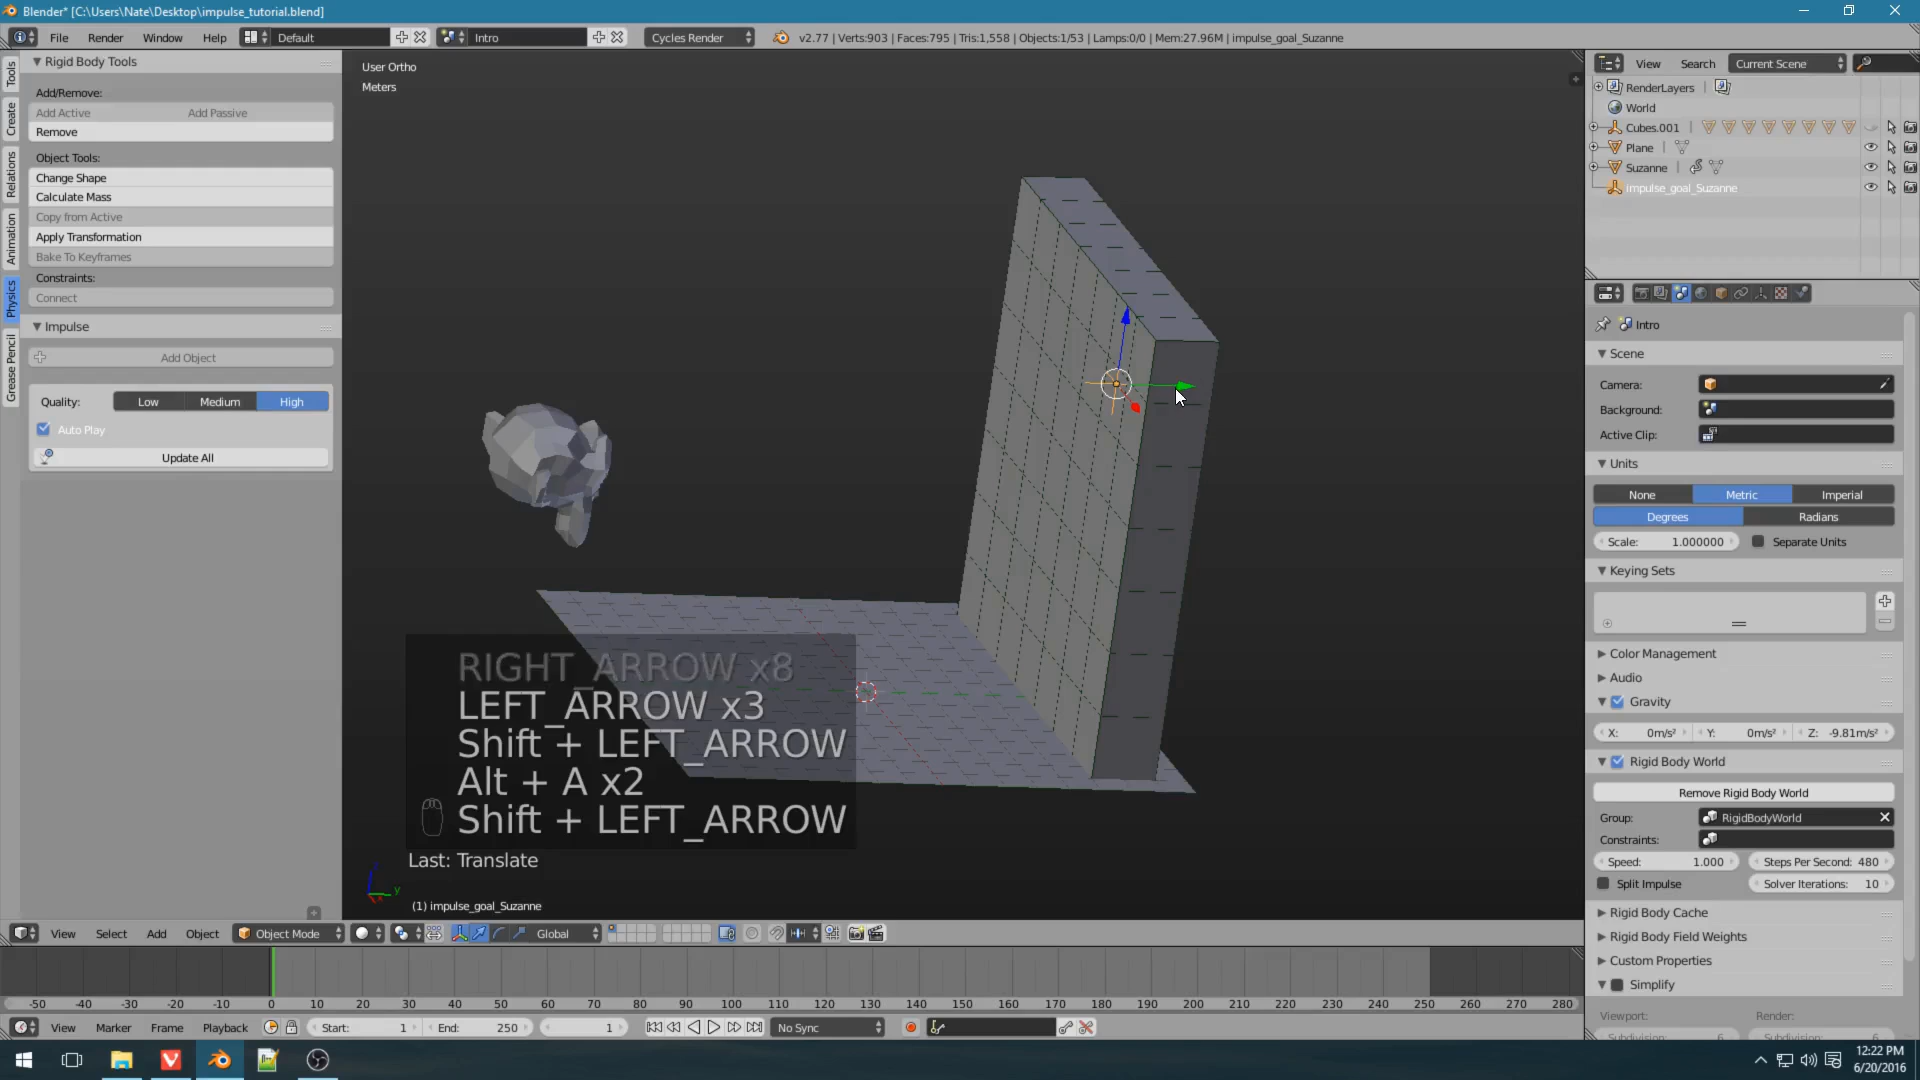 Blender* [C:\Users\Nate\Desktop\impulse_tutorial.blend]
File Render Window Help Default Intro Cycles Render v2.77 | Verts:903 | Faces:795 | Tris:1,558 | Objects:1/53 | Lamps:0/0 | Mem:27.96M | impulse_goal_Suzanne
Tools
Create
Relations
Animation
Physics
Grease Pencil
Rigid Body Tools
Add/Remove:
Add Active Add Passive
Remove
Object Tools:
Change Shape
Calculate Mass
Copy from Active
Apply Transformation
Bake To Keyframes
Constraints:
Connect
Impulse
Add Object
Quality: Low Medium High
Auto Play
Update All
User Ortho
Meters
RIGHT_ARROW x8
LEFT_ARROW x3
Shift + LEFT_ARROW
Alt + A x2
Shift + LEFT_ARROW
Last: Translate
y
(1) impulse_goal_Suzanne
View Select Add Object Object Mode Global
-50 -40 -30 -20 -10 0 10 20 30 40 50 60 70 80 90 100 110 120 130 140 150 160 170 180 190 200 210 220 230 240 250 260 270 280
View Marker Frame Playback Start: 1 End: 250 1 No Sync
View Search Current Scene
RenderLayers |
World
Cubes.001 |
Plane |
Suzanne |
impulse_goal_Suzanne
Intro
Scene
Camera:
Background:
Active Clip:
Units
None Metric Imperial
Degrees Radians
Scale: 1.000000 Separate Units
Keying Sets
Color Management
Audio
Gravity
X: 0m/s² Y: 0m/s² Z: -9.81m/s²
Rigid Body World
Remove Rigid Body World
Group: RigidBodyWorld
Constraints:
Speed: 1.000 Steps Per Second: 480
Split Impulse Solver Iterations: 10
Rigid Body Cache
Rigid Body Field Weights
Custom Properties
Simplify
Viewport: Render:
Subdivision: 6 Subdivision: 6
12:22 PM
6/20/2016